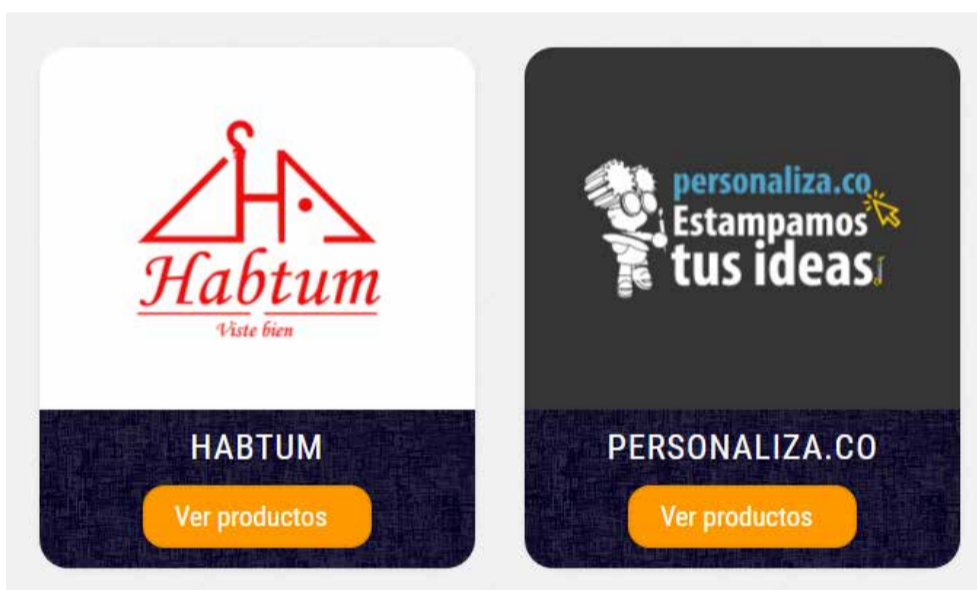 Habtum
Viste bien
HABTUM
Ver productos
personaliza.co
Estampamos
tus ideas
PERSONALIZA.CO
Ver productos